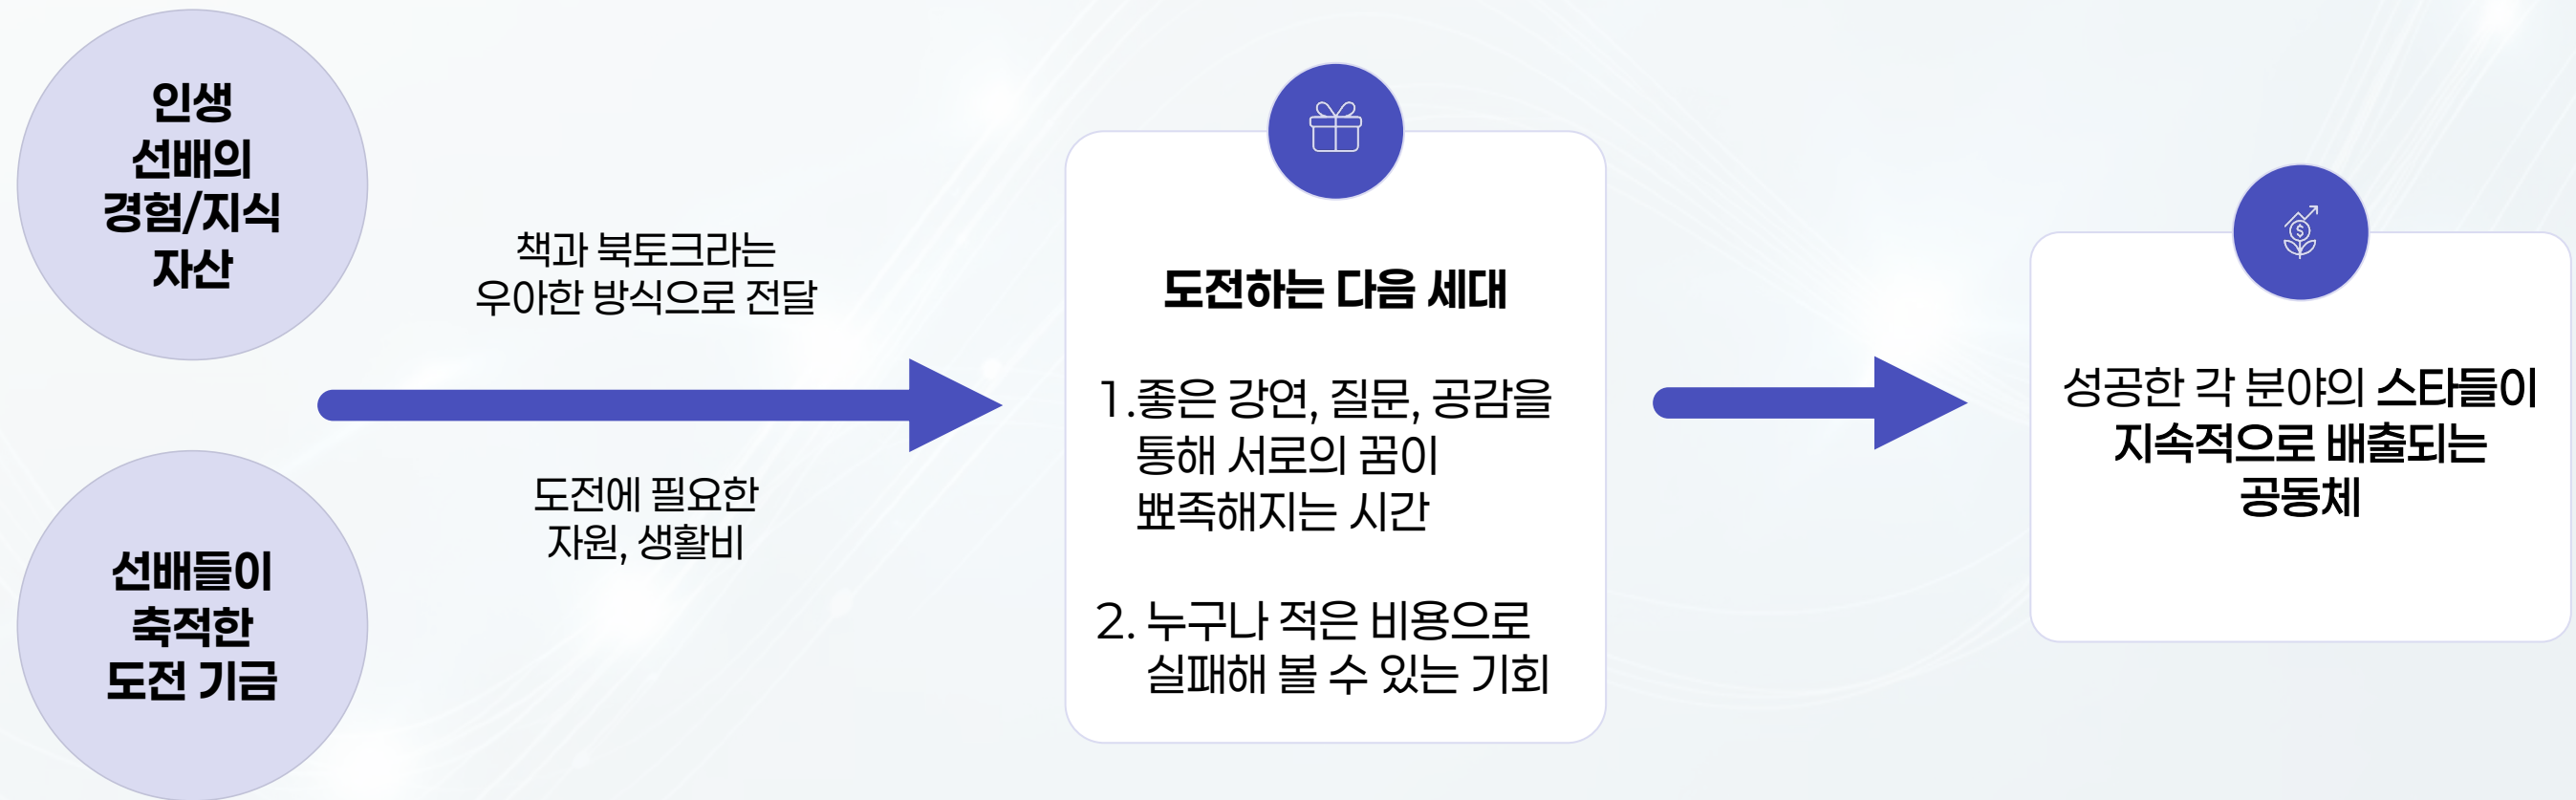 인생
선배의
경험/지식
자산
책과 북토크라는
우아한 방식으로 전달
도전에 필요한
자원, 생활비
선배들이
축적한
도전 기금
도전하는 다음 세대
1.좋은 강연, 질문, 공감을
통해 서로의 꿈이
뾰족해지는 시간
2. 누구나 적은 비용으로
실패해 볼 수 있는 기회
성공한 각 분야의 스타들이
지속적으로 배출되는
공동체